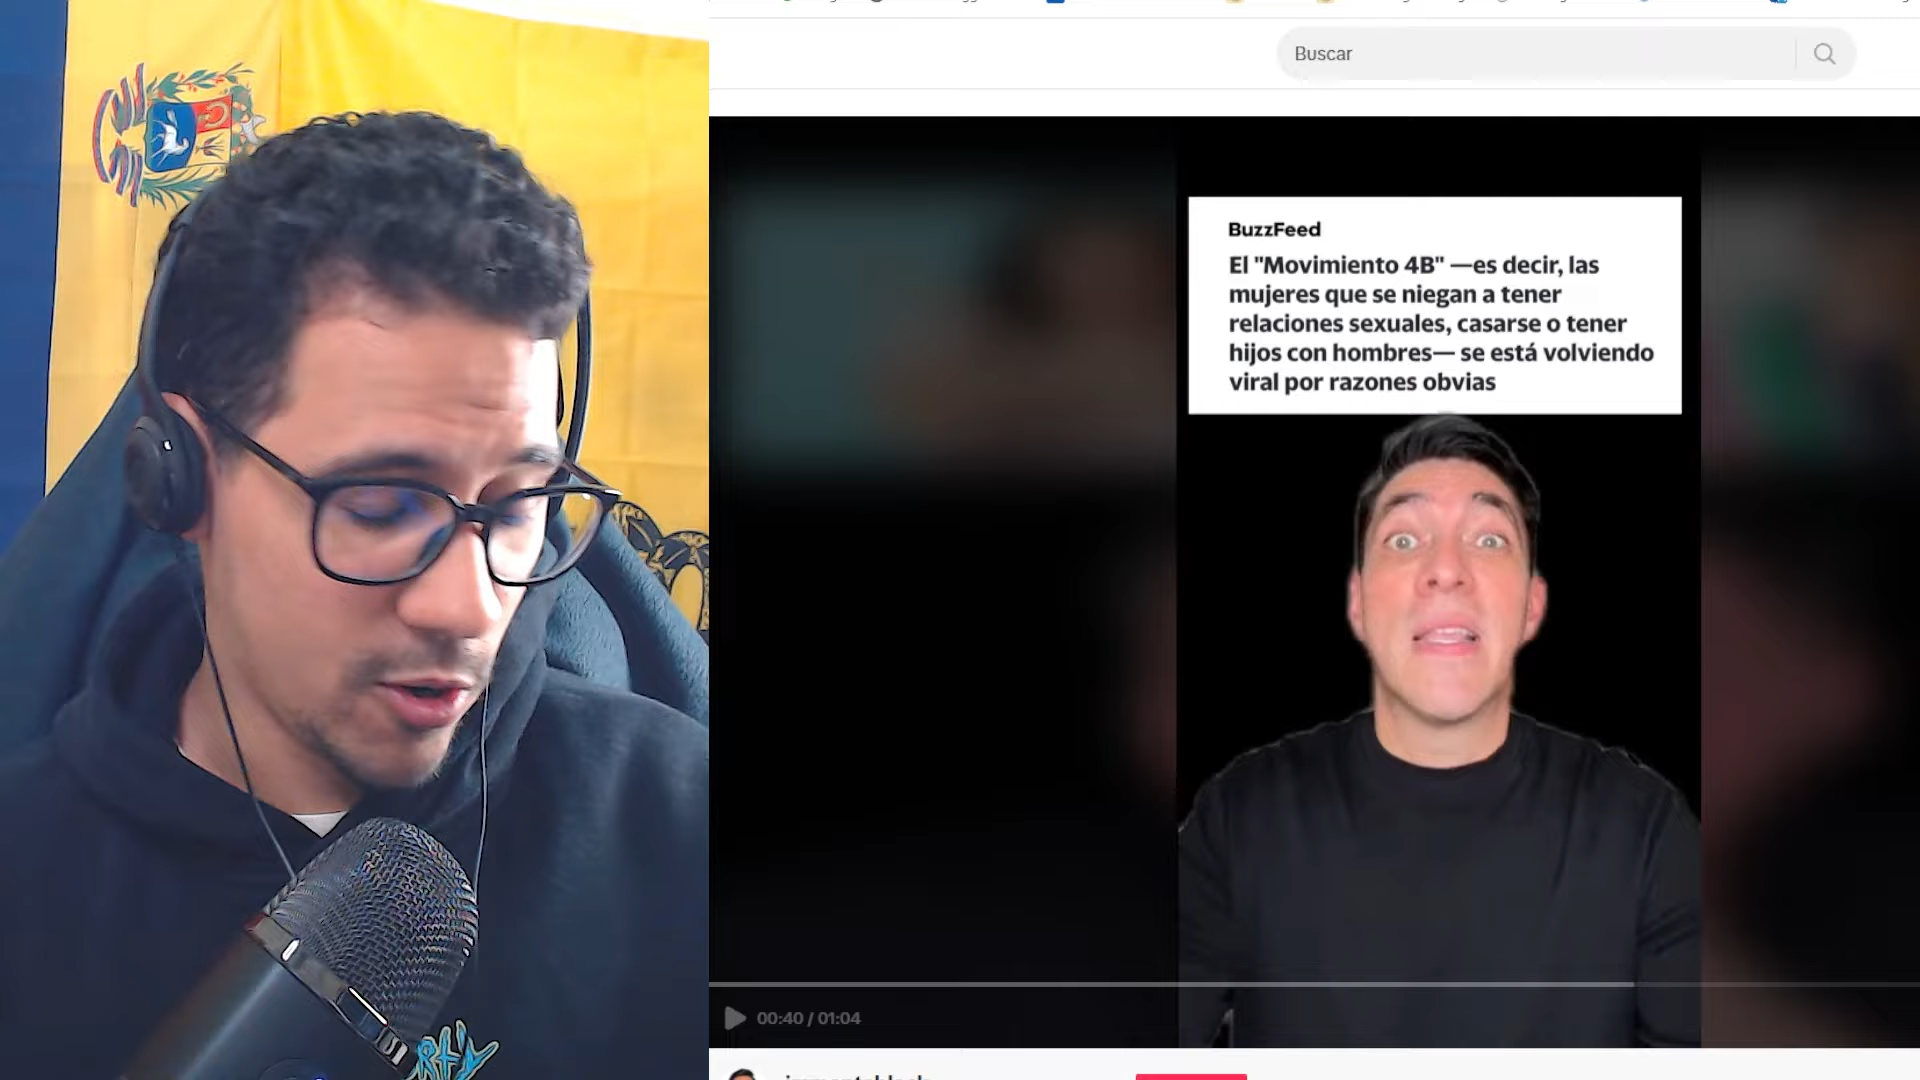 Buscar
BuzzFeed
El "Movimiento 4B" —es decir, las
mujeres que se niegan a tener
relaciones sexuales, casarse o tener
hijos con hombres— se está volviendo
viral por razones obvias
00:40 / 01:04